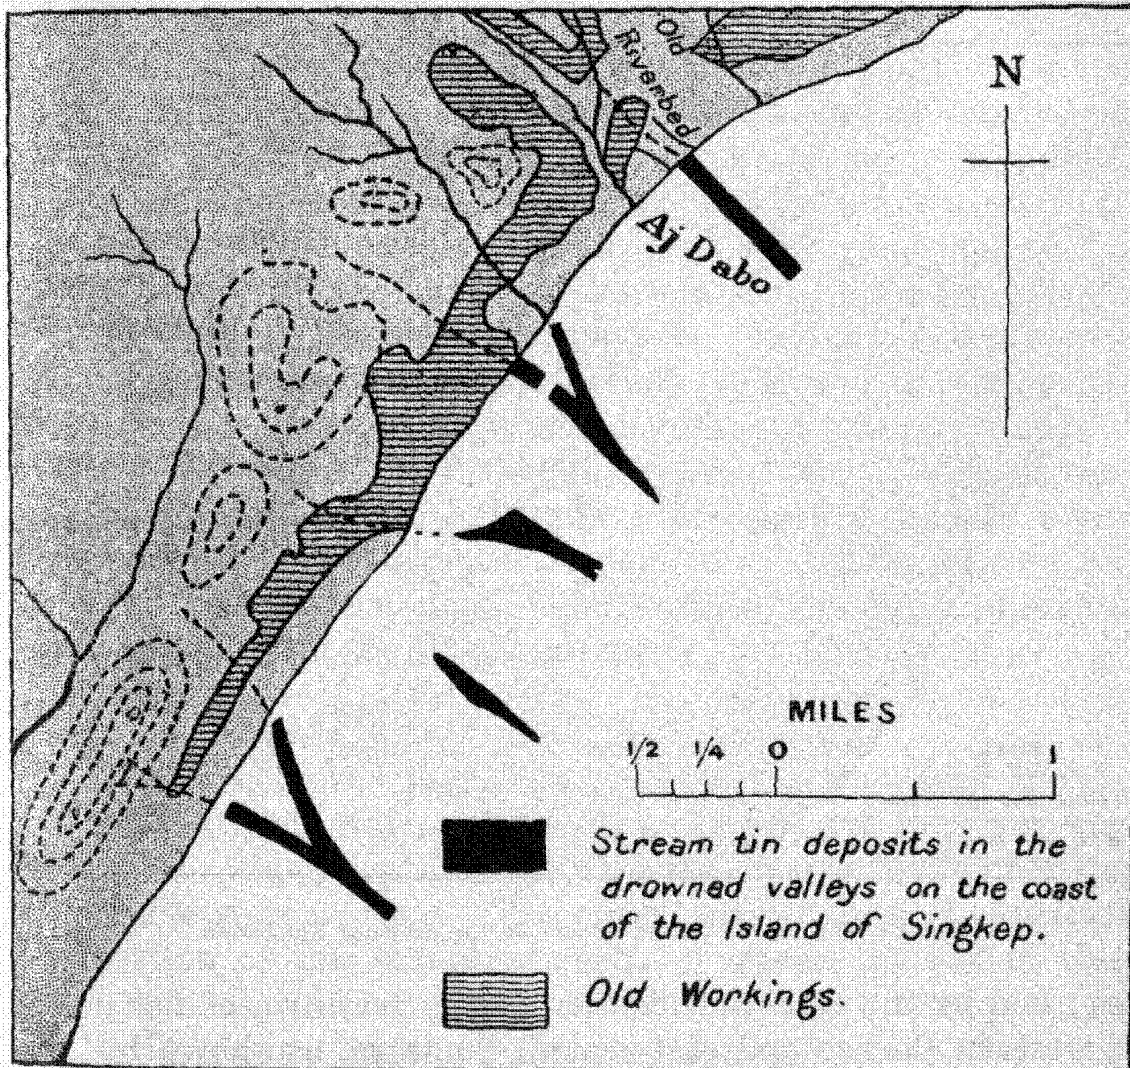 Old
Riverbed
N
Aj Dabo
MILES
1/2 1/4 0 1
Stream tin deposits in the
drowned valleys on the coast
of the Island of Singkep.
Old Workings.